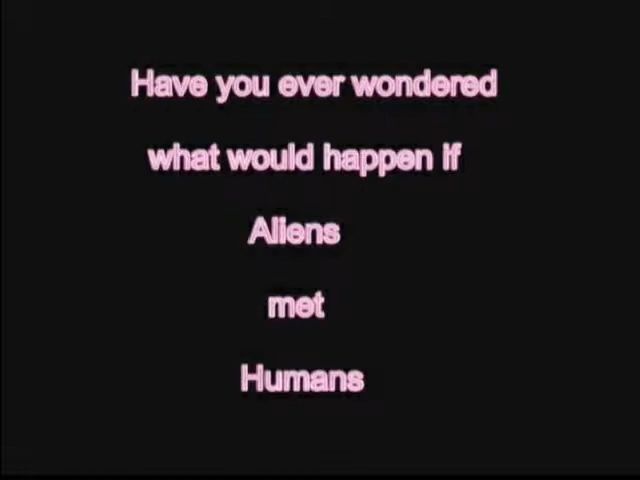 Have you ever wondered
what would happen if
Aliens
met
Humans